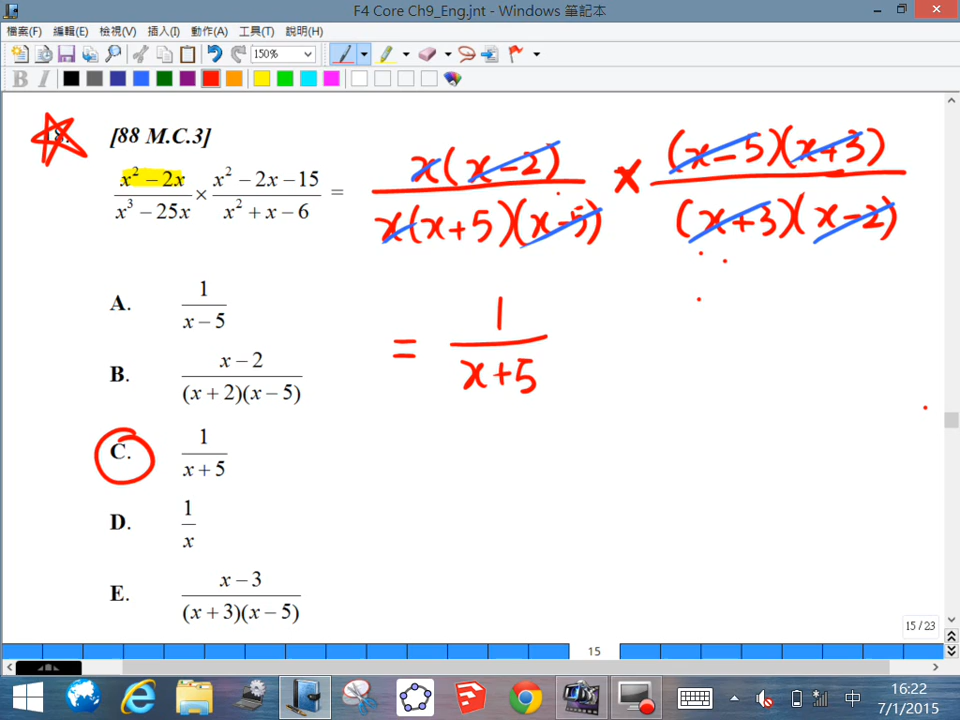 F4 Core Ch9_Eng.jnt - Windows 筆記本
檔案(F) 編輯(E) 檢視(V) 插入(I) 動作(A) 工具(T) 說明(H)
150%
B I
18. [88 M.C.3]
x² − 2x / x³ − 25x × x² − 2x − 15 / x² + x − 6 = x(x−2) / x(x+5)(x−5) × (x−5)(x+3) / (x+3)(x−2)
= 1 / x+5
A. 1 / x − 5
B. x − 2 / (x + 2)(x − 5)
C. 1 / x + 5
D. 1 / x
E. x − 3 / (x + 3)(x − 5)
15 / 23
15
中
16:22
7/1/2015